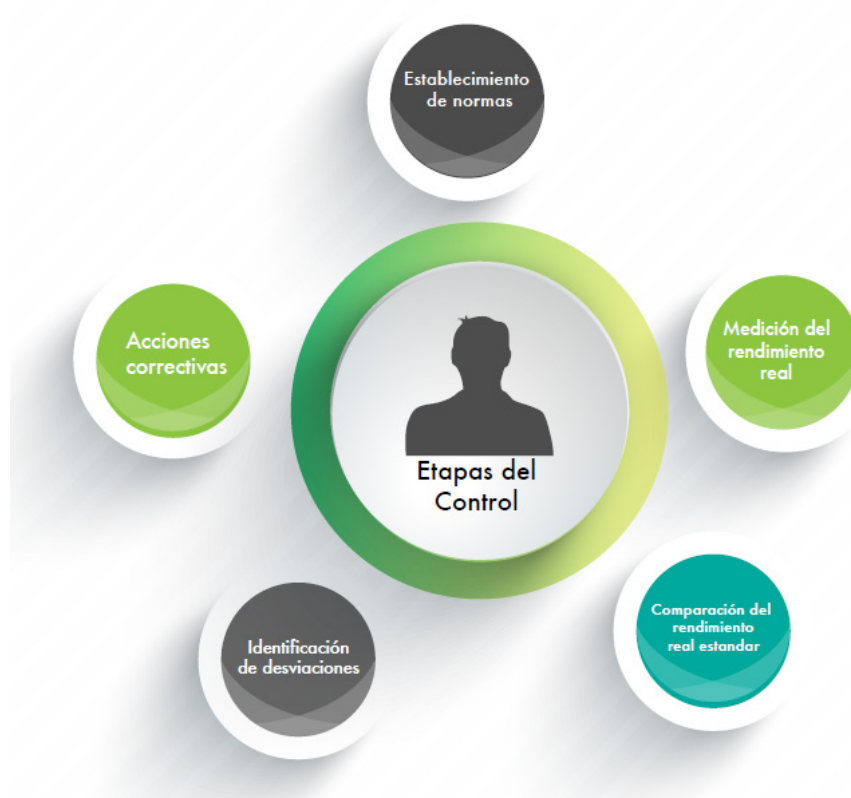 Establecimiento
de normas
Medición del
rendimiento
real
Comparación del
rendimiento
real estandar
Identificación
de desviaciones
Acciones
correctivas
Etapas del
Control